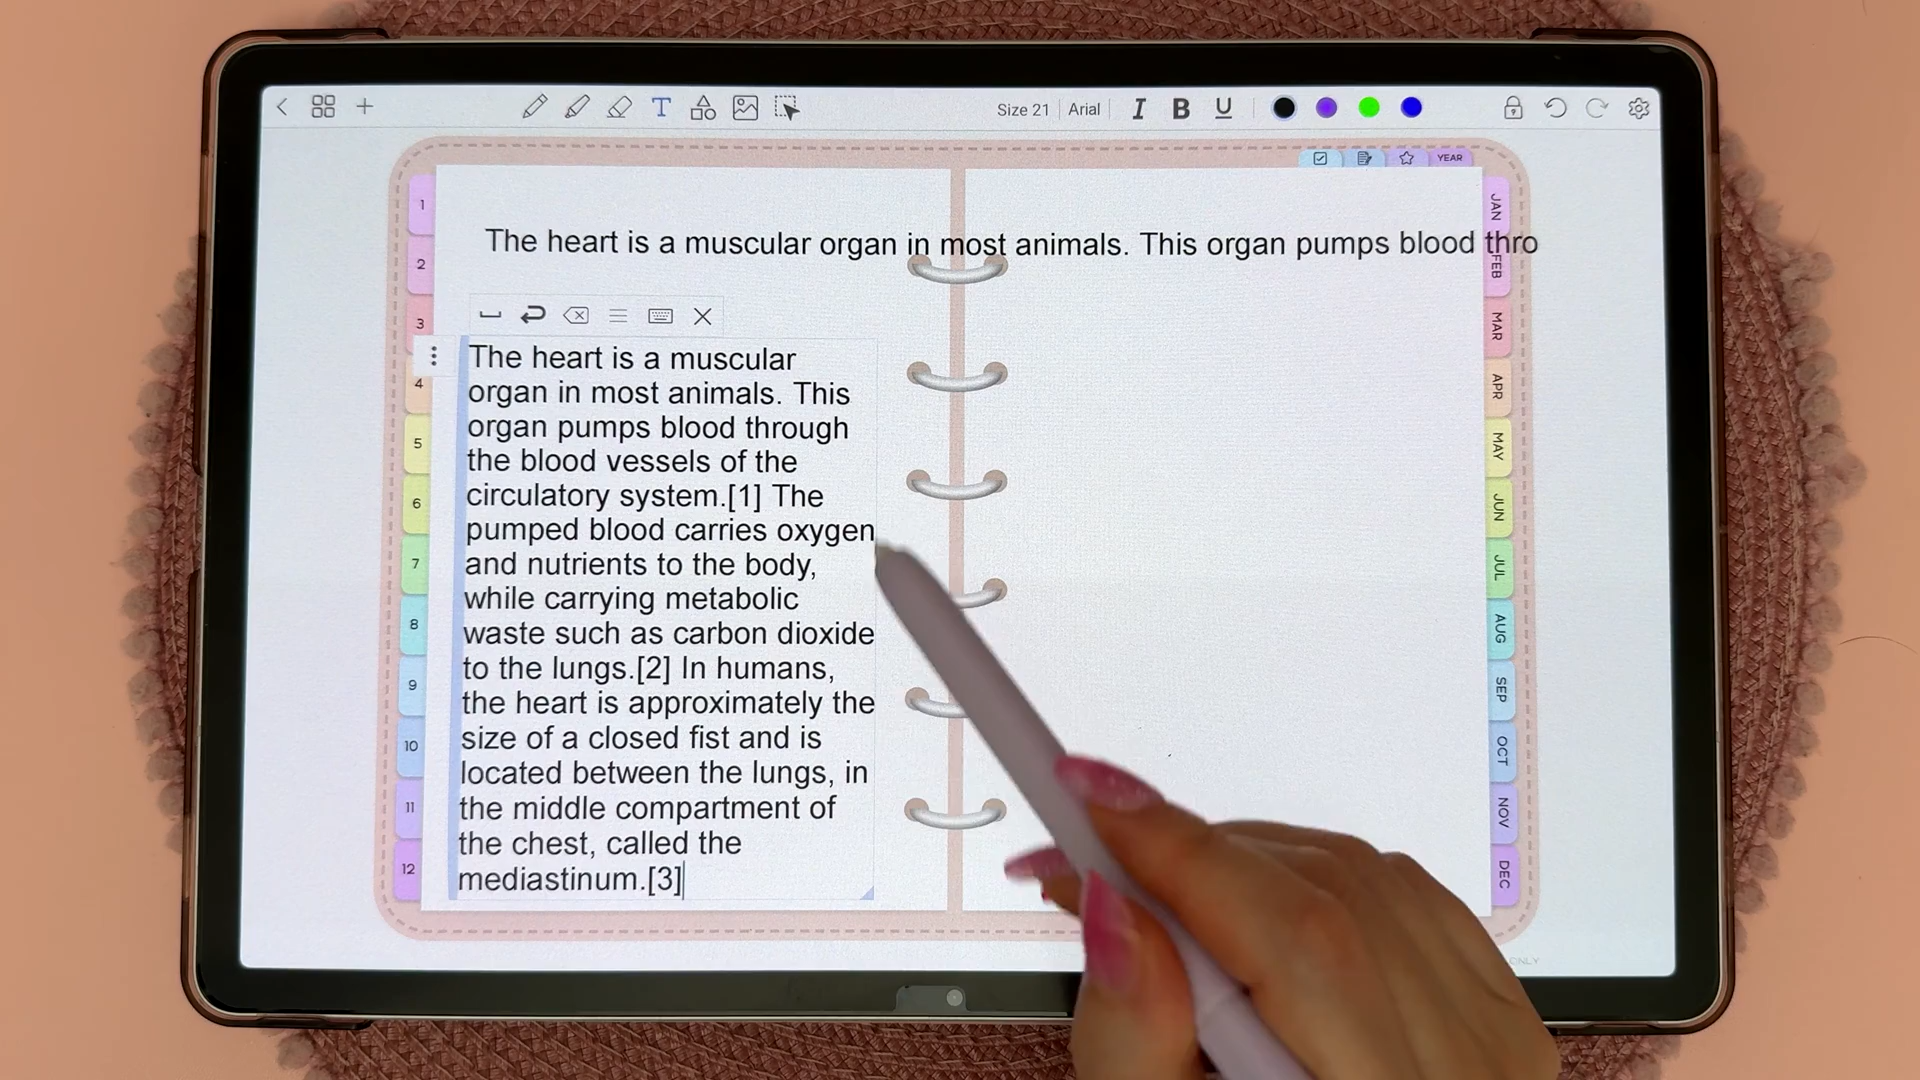 Size 21 Arial I B U
YEAR
The heart is a muscular organ in most animals. This organ pumps blood thro
The heart is a muscular
organ in most animals. This
organ pumps blood through
the blood vessels of the
circulatory system.[1] The
pumped blood carries oxygen
and nutrients to the body,
while carrying metabolic
waste such as carbon dioxide
to the lungs.[2] In humans,
the heart is approximately the
size of a closed fist and is
located between the lungs, in
the middle compartment of
the chest, called the
mediastinum.[3]
1
2
3
4
5
6
7
8
9
10
11
12
JAN
FEB
MAR
APR
MAY
JUN
JUL
AUG
SEP
OCT
NOV
DEC
ONLY